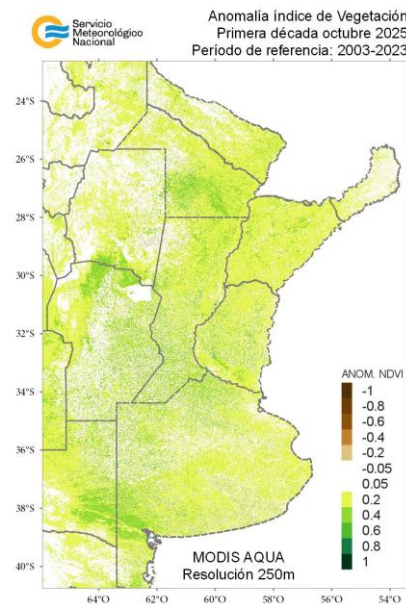 Servicio
Meteorológico
Nacional
Anomalía índice de Vegetación
Primera década octubre 2025
Período de referencia: 2003-2023
24°S
26°S
28°S
30°S
32°S
34°S
36°S
38°S
40°S
ANOM. NDVI
-1
-0.8
-0.6
-0.4
-0.2
-0.05
0.05
0.2
0.4
0.6
0.8
1
MODIS AQUA
Resolución 250m
64°O
62°O
60°O
58°O
56°O
54°O